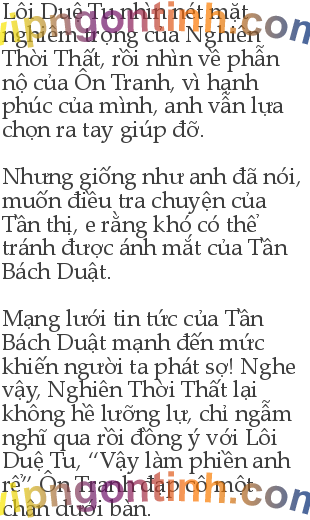 Lôi Duệ Tu nhìn nét mặt
nghiêm trọng của Nghiên
Thời Thất, rồi nhìn về phẫn
nộ của Ôn Tranh, vì hạnh
phúc của mình, anh vẫn lựa
chọn ra tay giúp đỡ.
Nhưng giống như anh đã nói,
muốn điều tra chuyện của
Tần thị, e rằng khó có thể
tránh được ánh mắt của Tần
Bách Duật.
Mạng lưới tin tức của Tần
Bách Duật mạnh đến mức
khiến người ta phát sợ! Nghe
vậy, Nghiên Thời Thất lại
không hề lưỡng lự, chỉ ngẫm
nghĩ qua rồi đồng ý với Lôi
Duệ Tu, “Vậy làm phiền anh
rể” Ôn Tranh đạp cô một
chân dưới bàn.
vipngontinh.com
vipngontinh.com